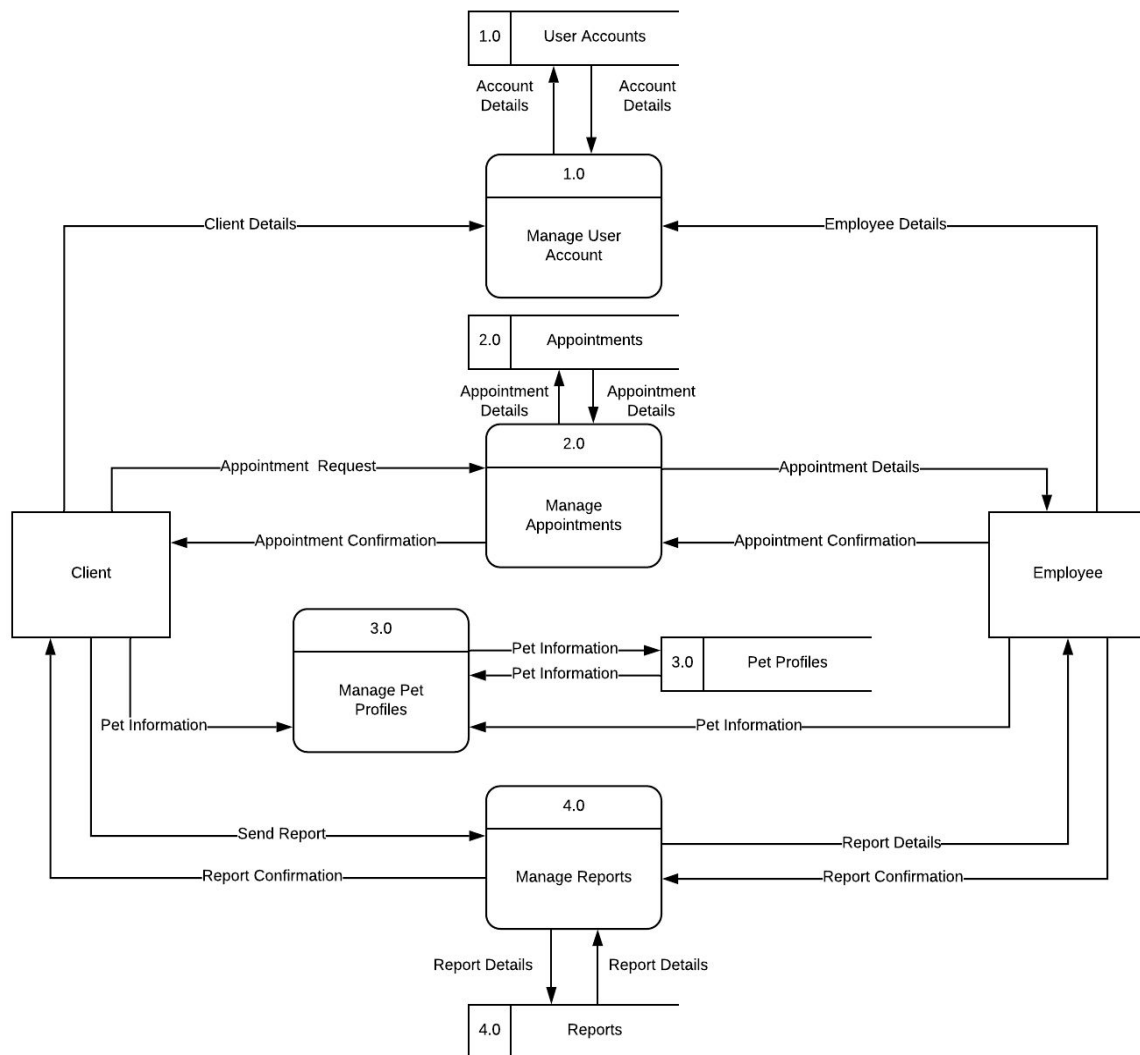 1.0 User Accounts
Account Details
Account Details
1.0
Manage User
Account
Client Details
Employee Details
2.0 Appointments
Appointment
Details
Appointment
Details
2.0
Manage
Appointments
Appointment Request
Appointment Details
Appointment Confirmation
Appointment Confirmation
Client
Employee
3.0
Manage Pet
Profiles
Pet Information
Pet Information
3.0 Pet Profiles
Pet Information
Pet Information
4.0
Manage Reports
Send Report
Report Details
Report Confirmation
Report Confirmation
Report Details
Report Details
4.0 Reports